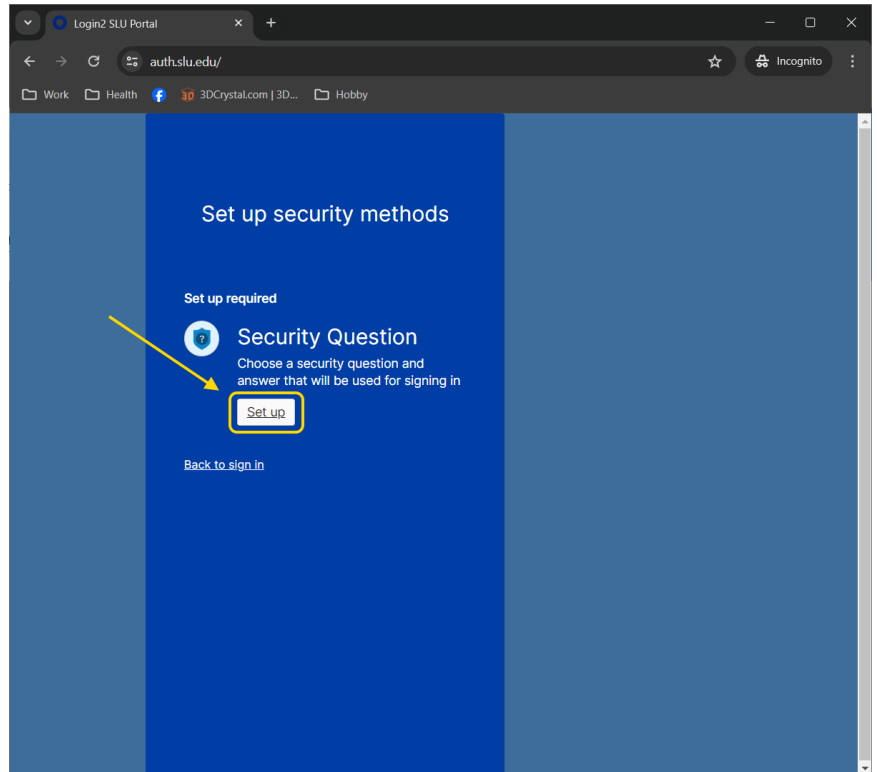 Login2 SLU Portal
auth.slu.edu/
Incognito
Work Health 3DCrystal.com | 3D... Hobby
Set up security methods
Set up required
Security Question
Choose a security question and
answer that will be used for signing in
Set up
Back to sign in